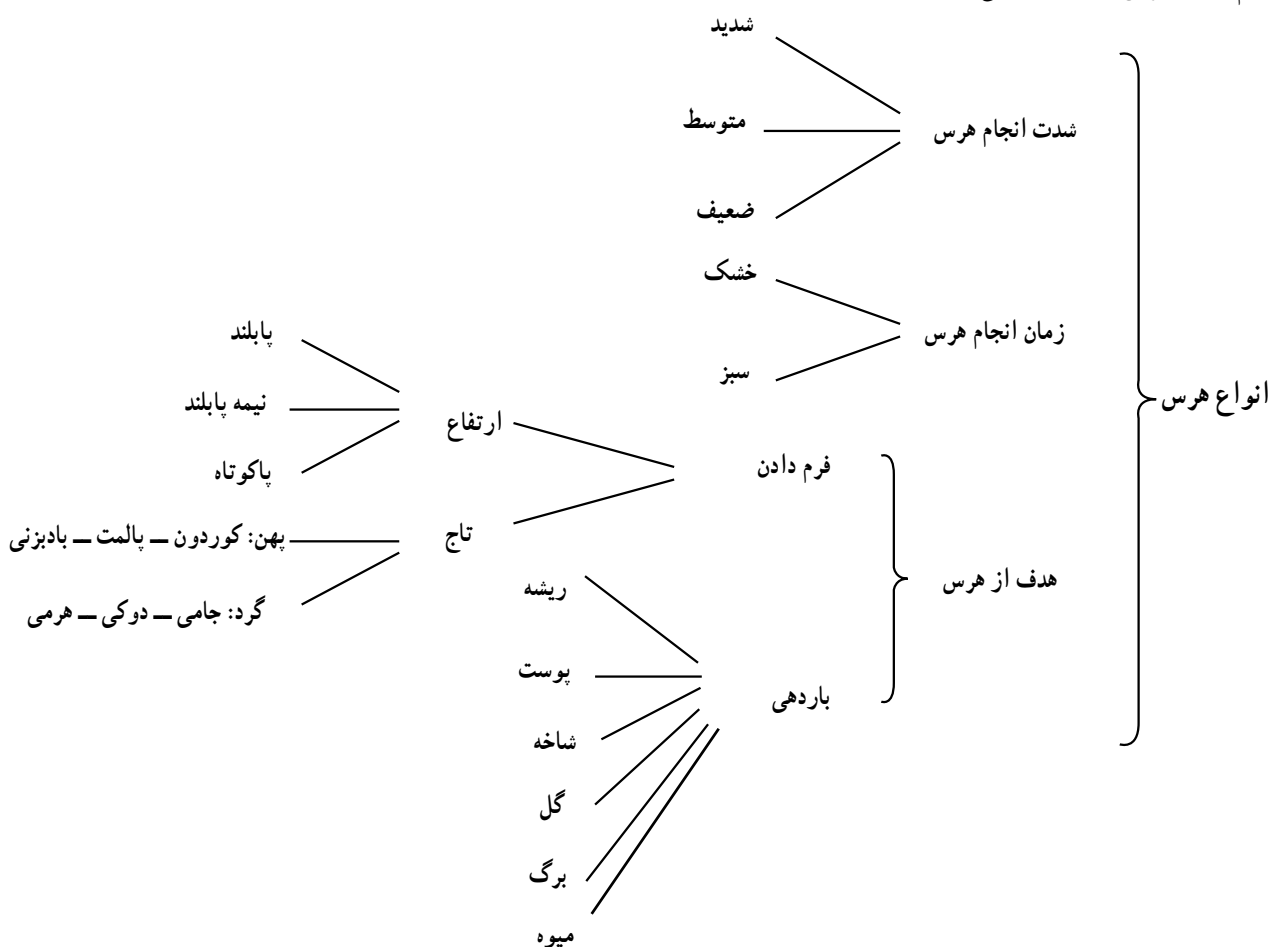 انواع هرس
شدت انجام هرس
شدید
متوسط
ضعیف
زمان انجام هرس
خشک
سبز
هدف از هرس
فرم دادن
ارتفاع
پابلند
نیمه پابلند
پاکوتاه
تاج
پهن: کوردون ــ پالمت ــ بادبزنی
گرد: جامی ــ دوکی ــ هرمی
باردهی
ریشه
پوست
شاخه
گل
برگ
میوه